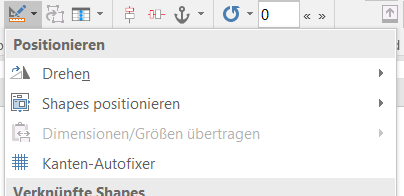 0 « »
Positionieren
Drehen
Shapes positionieren
Dimensionen/Größen übertragen
Kanten-Autofixer
Verknüpfte Shapes